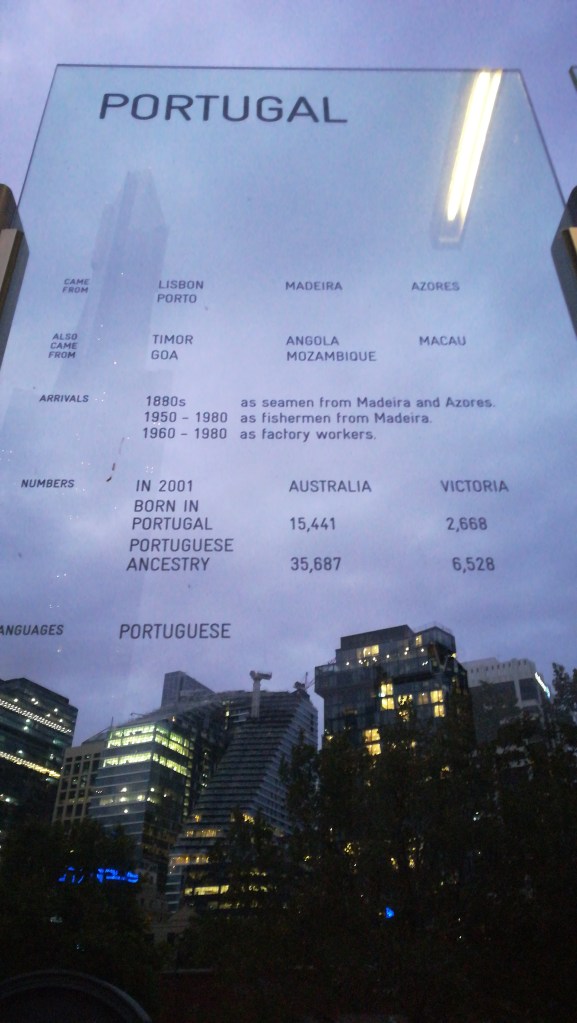 PORTUGAL
CAME FROM LISBON MADEIRA AZORES
PORTO
ALSO CAME FROM TIMOR ANGOLA MACAU
GOA MOZAMBIQUE
ARRIVALS 1880s as seamen from Madeira and Azores.
1950 - 1980 as fishermen from Madeira.
1960 - 1980 as factory workers.
NUMBERS IN 2001 AUSTRALIA VICTORIA
BORN IN
PORTUGAL 15,441 2,668
PORTUGUESE
ANCESTRY 35,687 6,528
ANGUAGES PORTUGUESE